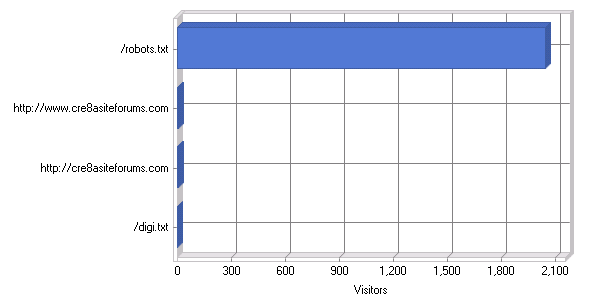 /robots.txt
http://www.cre8asiteforums.com
http://cre8asiteforums.com
/digi.txt
0 300 600 900 1,200 1,500 1,800 2,100
Visitors